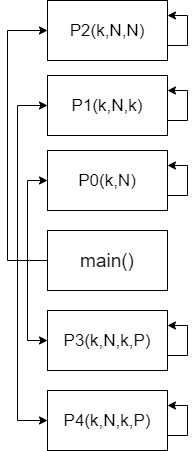 P2(k,N,N)
P1(k,N,k)
P0(k,N)
main()
P3(k,N,k,P)
P4(k,N,k,P)